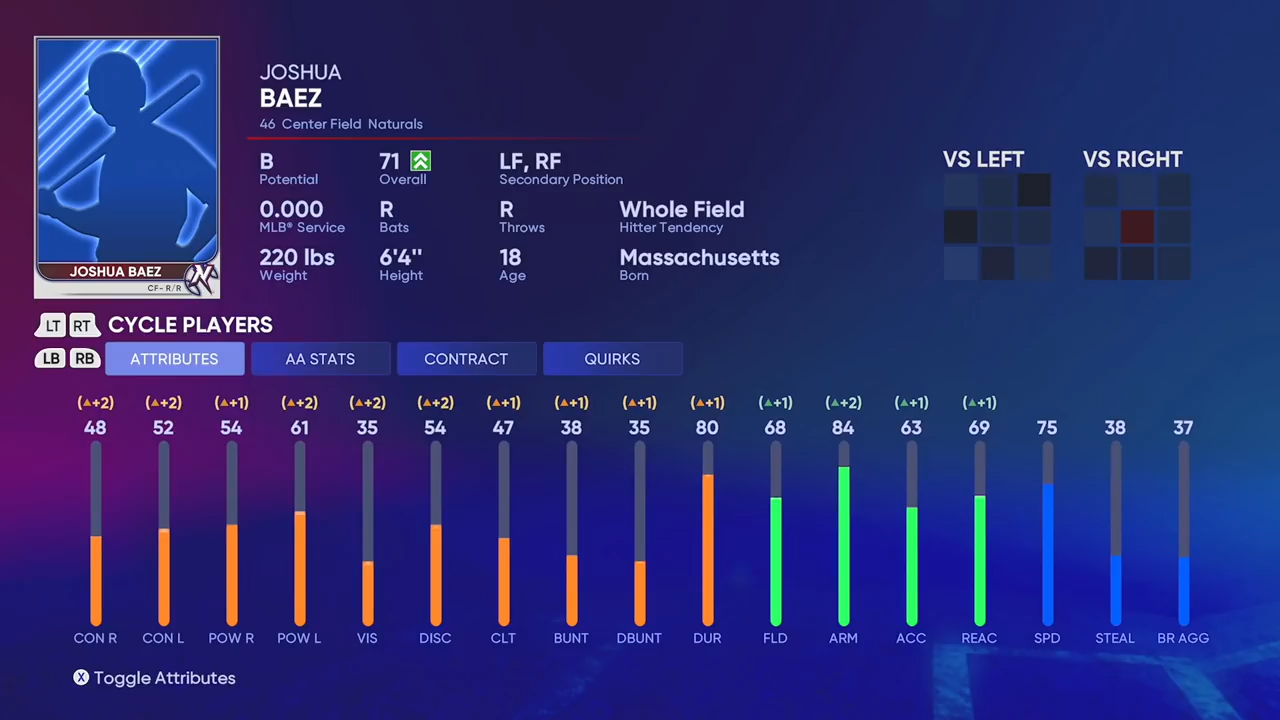 JOSHUA
BAEZ
46 Center Field Naturals
B
Potential
71
Overall
LF, RF
Secondary Position
0.000
MLB® Service
R
Bats
R
Throws
Whole Field
Hitter Tendency
220 lbs
Weight
6'4"
Height
18
Age
Massachusetts
Born
VS LEFT
VS RIGHT
JOSHUA BAEZ
CF- R/R
LT RT CYCLE PLAYERS
LB RB ATTRIBUTES AA STATS CONTRACT QUIRKS
(▲+2) (▲+2) (▲+1) (▲+2) (▲+2) (▲+2) (▲+1) (▲+1) (▲+1) (▲+1) (▲+1) (▲+2) (▲+1) (▲+1)
48 52 54 61 35 54 47 38 35 80 68 84 63 69 75 38 37
CON R CON L POW R POW L VIS DISC CLT BUNT DBUNT DUR FLD ARM ACC REAC SPD STEAL BR AGG
X Toggle Attributes